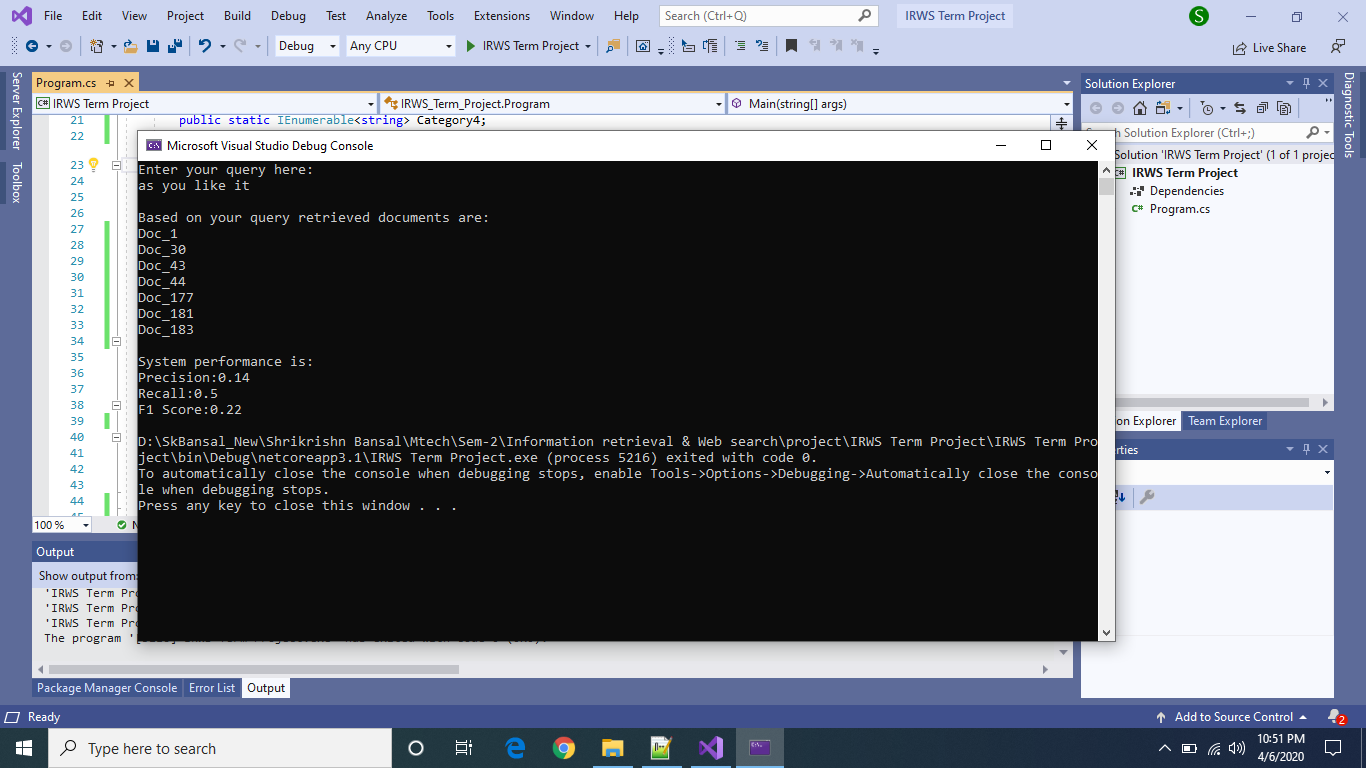 File Edit View Project Build Debug Test Analyze Tools Extensions Window Help Search (Ctrl+Q) IRWS Term Project S
Debug Any CPU IRWS Term Project Live Share
Server Explorer
Toolbox
Program.cs
C# IRWS Term Project IRWS_Term_Project.Program Main(string[] args)
21 public static IEnumerable<string> Category4;
22
23
24
25
26
27
28
29
30
31
32
33
34
35
36
37
38
39
40
41
42
43
44
100 %
Microsoft Visual Studio Debug Console
Enter your query here:
as you like it
Based on your query retrieved documents are:
Doc_1
Doc_30
Doc_43
Doc_44
Doc_177
Doc_181
Doc_183
System performance is:
Precision:0.14
Recall:0.5
F1 Score:0.22
D:\SkBansal_New\Shrikrishn Bansal\Mtech\Sem-2\Information retrieval & Web search\project\IRWS Term Project\IRWS Term Pro
ject\bin\Debug\netcoreapp3.1\IRWS Term Project.exe (process 5216) exited with code 0.
To automatically close the console when debugging stops, enable Tools->Options->Debugging->Automatically close the conso
le when debugging stops.
Press any key to close this window . . .
Solution Explorer
Search Solution Explorer (Ctrl+;)
Solution 'IRWS Term Project' (1 of 1 projec
IRWS Term Project
Dependencies
C# Program.cs
on Explorer Team Explorer
erties
Diagnostic Tools
Output
Show output from:
'IRWS Term Pro
'IRWS Term Pro
'IRWS Term Pro
The program '
Package Manager Console Error List Output
Ready Add to Source Control 2
Type here to search
10:51 PM
4/6/2020